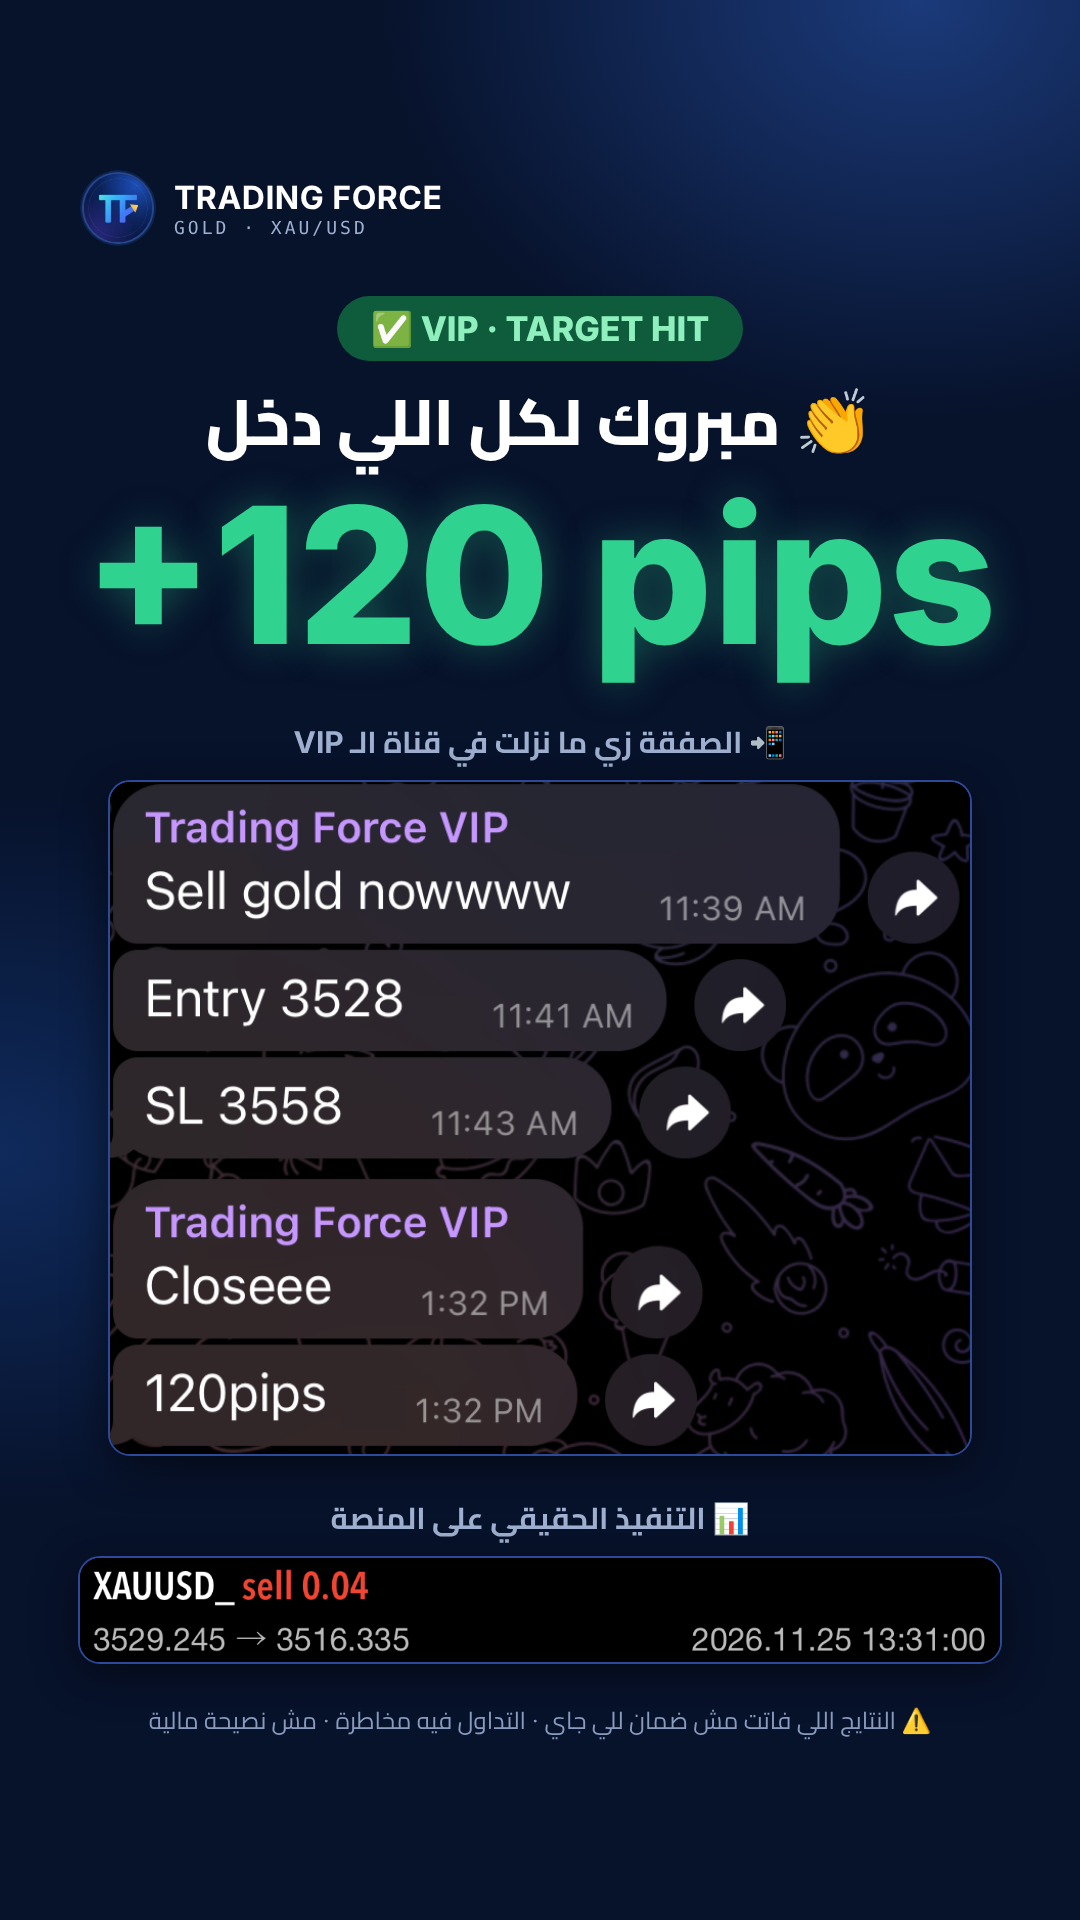 TRADING FORCE
GOLD · XAU/USD
✅ VIP · TARGET HIT
👏 مبروك لكل اللي دخل
+120 pips
📲 الصفقة زي ما نزلت في قناة الـ VIP
Trading Force VIP
Sell gold nowwww 11:39 AM
Entry 3528 11:41 AM
SL 3558 11:43 AM
Trading Force VIP
Closeee 1:32 PM
120pips 1:32 PM
📊 التنفيذ الحقيقي على المنصة
XAUUSD_ sell 0.04
3529.245 → 3516.335 2026.11.25 13:31:00
⚠️ النتايج اللي فاتت مش ضمان للي جاي · التداول فيه مخاطرة · مش نصيحة مالية